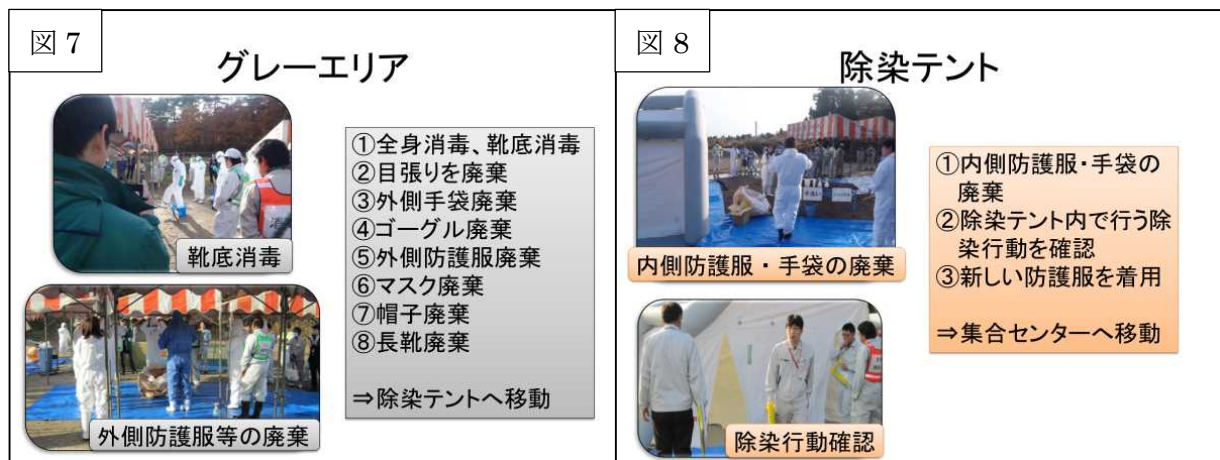 図 7
グレーエリア
靴底消毒
外側防護服等の廃棄
①全身消毒、靴底消毒
②目張りを廃棄
③外側手袋廃棄
④ゴーグル廃棄
⑤外側防護服廃棄
⑥マスク廃棄
⑦帽子廃棄
⑧長靴廃棄
⇒除染テントへ移動
図 8
除染テント
内側防護服・手袋の廃棄
除染行動確認
①内側防護服・手袋の
廃棄
②除染テント内で行う除
染行動を確認
③新しい防護服を着用
⇒集合センターへ移動